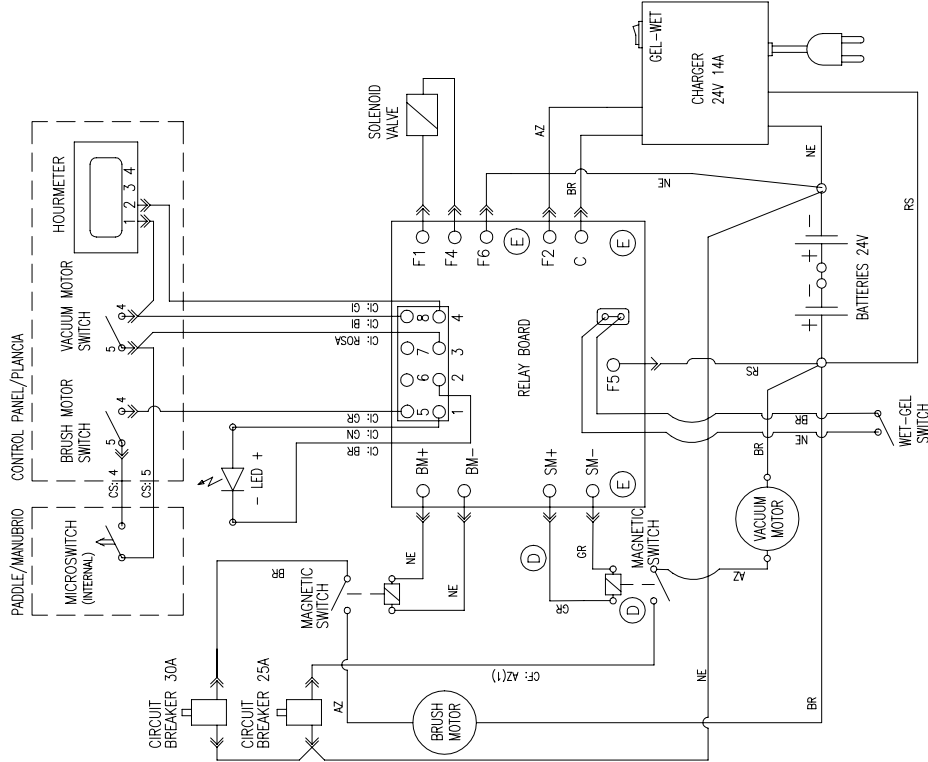 PADDLE/MANUBRIO
MICROSWITCH
(INTERNAL)
CS: 4
CS: 5
CONTROL PANEL/PLANCIA
BRUSH MOTOR
SWITCH
5
4
VACUUM MOTOR
SWITCH
5
4
HOURMETER
1 2 3 4
CIRCUIT
BREAKER 30A
CIRCUIT
BREAKER 25A
BR
MAGNETIC
SWITCH
AZ
- LED +
CI: BR
CI: GN
CI: GR
CI: ROSA
CI: BI
CI: GI
SOLENOID
VALVE
NE
NE
BM+
BM-
5 6 7 8
1 2 3 4
RELAY BOARD
F1
F4
F6
E
F2
C
E
SM+
SM-
E
F5
AZ
BR
NE
GEL-WET
CHARGER
24V 14A
D
GR
GR
D
MAGNETIC
SWITCH
CF: AZ(1)
BRUSH
MOTOR
AZ
VACUUM
MOTOR
BR
NE
BR
WET-GEL
SWITCH
RS
NE
BR
+ - + -
BATTERIES 24V
NE
RS